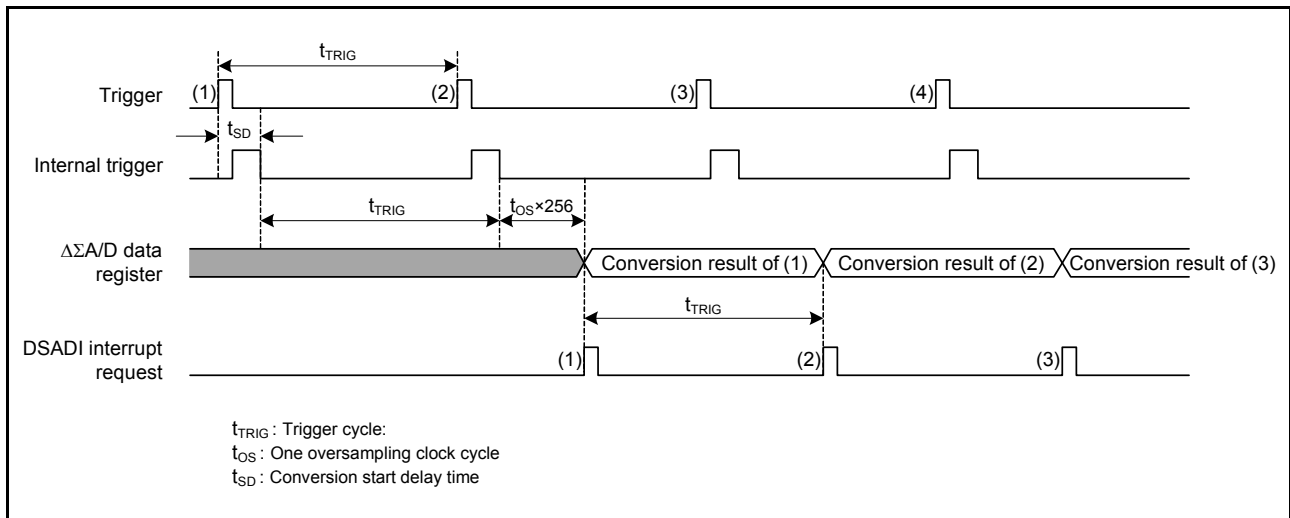 tTRIG
Trigger
(1)
(2)
(3)
(4)
tSD
Internal trigger
tTRIG
tOS×256
ΔΣA/D data
register
Conversion result of (1)
Conversion result of (2)
Conversion result of (3)
tTRIG
DSADI interrupt
request
(1)
(2)
(3)
tTRIG : Trigger cycle:
tOS : One oversampling clock cycle
tSD : Conversion start delay time